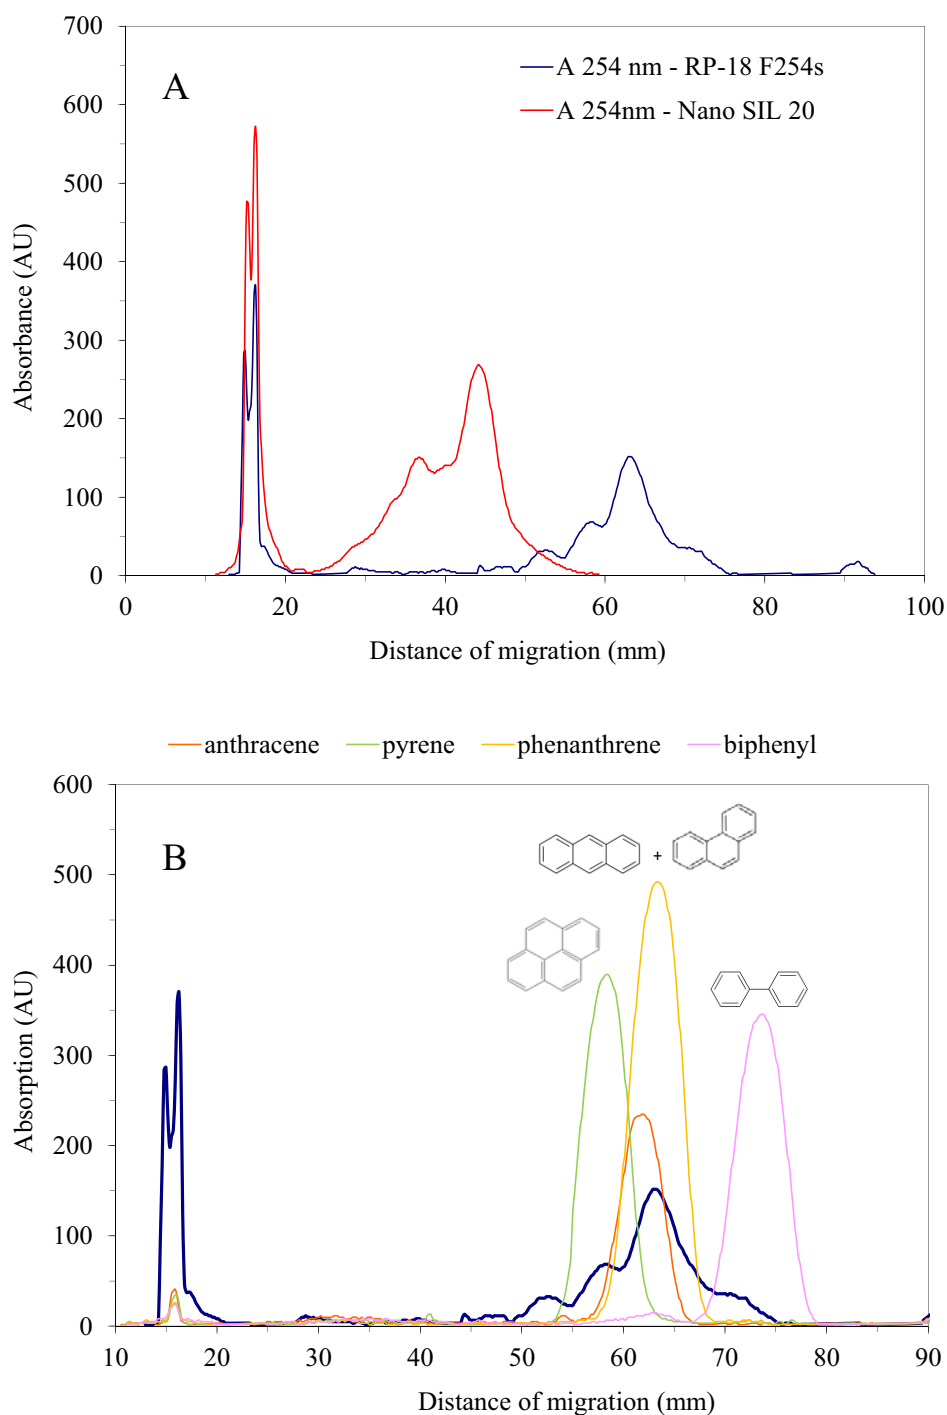 700
600
500
400
300
200
100
0
Absorbance (AU)
A
A 254 nm - RP-18 F254s
A 254nm - Nano SIL 20
0 20 40 60 80 100
Distance of migration (mm)
anthracene pyrene phenanthrene biphenyl
600
500
400
300
200
100
0
Absorption (AU)
B
+
10 20 30 40 50 60 70 80 90
Distance of migration (mm)